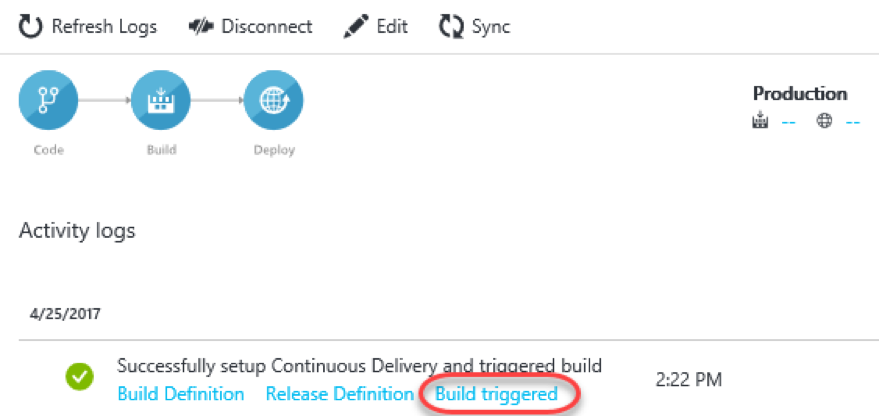 Refresh Logs Disconnect Edit Sync
Production
-- --
Code Build Deploy
Activity logs
4/25/2017
Successfully setup Continuous Delivery and triggered build
2:22 PM
Build Definition Release Definition Build triggered